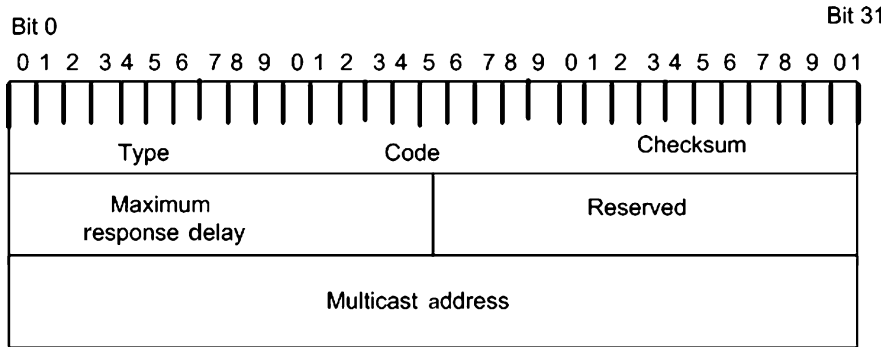 Bit 0 Bit 31
0 1 2 3 4 5 6 7 8 9 0 1 2 3 4 5 6 7 8 9 0 1 2 3 4 5 6 7 8 9 0 1
Type Code Checksum
Maximum
response delay
Reserved
Multicast address